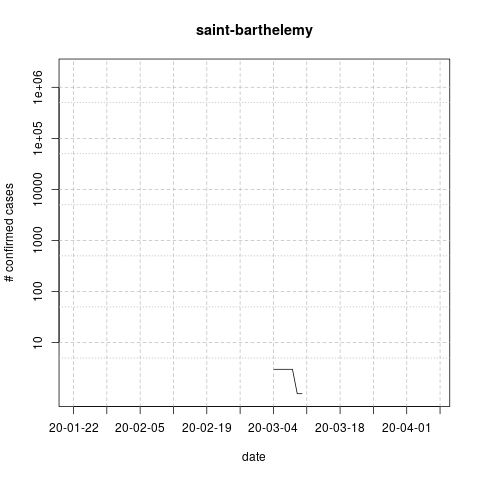 saint-barthelemy
# confirmed cases
1e+06
1e+05
10000
1000
100
10
20-01-22 20-02-05 20-02-19 20-03-04 20-03-18 20-04-01
date